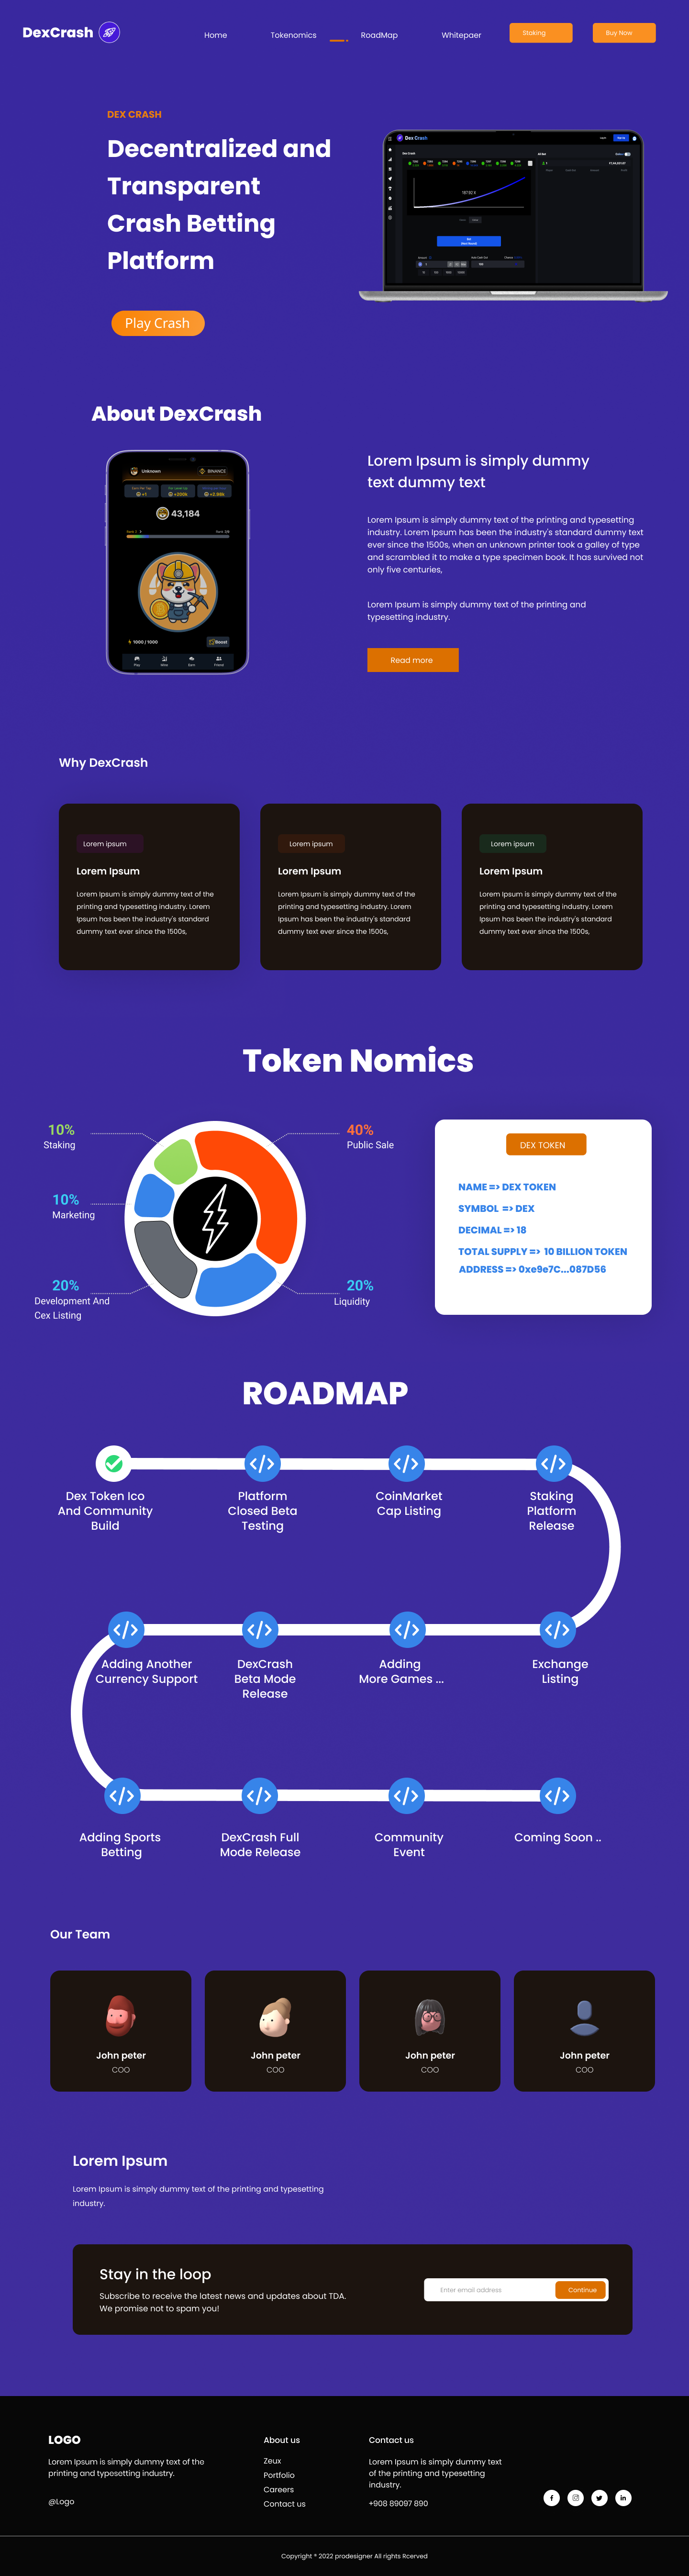 DexCrash
Home
Tokenomics
RoadMap
Whitepaer
Stoking
Buy Now
DEX CRASH
Decentralized and
Transparent
Crash Betting
Platform
Play Crash
Dex Crash
About DexCrash
Unknown
BINANCE
+1
+200k
+2.98k
43,184
1000 / 1000
Boost
Play
Mine
Earn
Friend
Lorem Ipsum is simply dummy
text dummy text
Lorem Ipsum is simply dummy text of the printing and typesetting
industry. Lorem Ipsum has been the industry's standard dummy text
ever since the 1500s, when an unknown printer took a galley of type
and scrambled it to make a type specimen book. It has survived not
only five centuries,
Lorem Ipsum is simply dummy text of the printing and
typesetting industry.
Read more
Why DexCrash
Lorem ipsum
Lorem Ipsum
Lorem Ipsum is simply dummy text of the
printing and typesetting industry. Lorem
Ipsum has been the industry's standard
dummy text ever since the 1500s,
Lorem ipsum
Lorem Ipsum
Lorem Ipsum is simply dummy text of the
printing and typesetting industry. Lorem
Ipsum has been the industry's standard
dummy text ever since the 1500s,
Lorem ipsum
Lorem Ipsum
Lorem Ipsum is simply dummy text of the
printing and typesetting industry. Lorem
Ipsum has been the industry's standard
dummy text ever since the 1500s,
Token Nomics
10%
Staking
10%
Marketing
20%
Development And
Cex Listing
40%
Public Sale
20%
Liquidity
DEX TOKEN
NAME => DEX TOKEN
SYMBOL => DEX
DECIMAL => 18
TOTAL SUPPLY => 10 BILLION TOKEN
ADDRESS => 0xe9e7C...087D56
ROADMAP
Dex Token Ico
And Community
Build
Platform
Closed Beta
Testing
CoinMarket
Cap Listing
Staking
Platform
Release
Adding Another
Currency Support
DexCrash
Beta Mode
Release
Adding
More Games ...
Exchange
Listing
Adding Sports
Betting
DexCrash Full
Mode Release
Community
Event
Coming Soon ..
Our Team
John peter
COO
John peter
COO
John peter
COO
John peter
COO
Lorem Ipsum
Lorem Ipsum is simply dummy text of the printing and typesetting
industry.
Stay in the loop
Subscribe to receive the latest news and updates about TDA.
We promise not to spam you!
Enter email address
Continue
LOGO
Lorem Ipsum is simply dummy text of the
printing and typesetting industry.
@Logo
About us
Zeux
Portfolio
Careers
Contact us
Contact us
Lorem Ipsum is simply dummy text
of the printing and typesetting
industry.
+908 89097 890
Copyright ® 2022 prodesigner All rights Rcerved